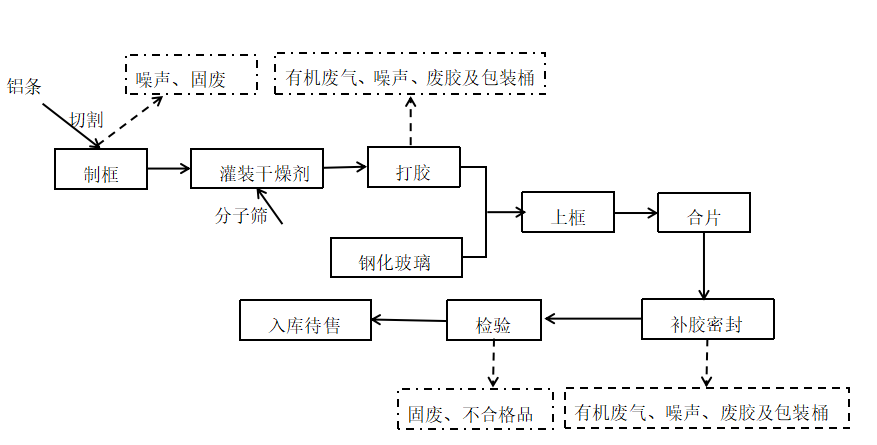 铝条
噪声、固废
有机废气、噪声、废胶及包装桶
切割
制框
灌装干燥剂
打胶
分子筛
上框
合片
钢化玻璃
入库待售
检验
补胶密封
固废、不合格品
有机废气、噪声、废胶及包装桶